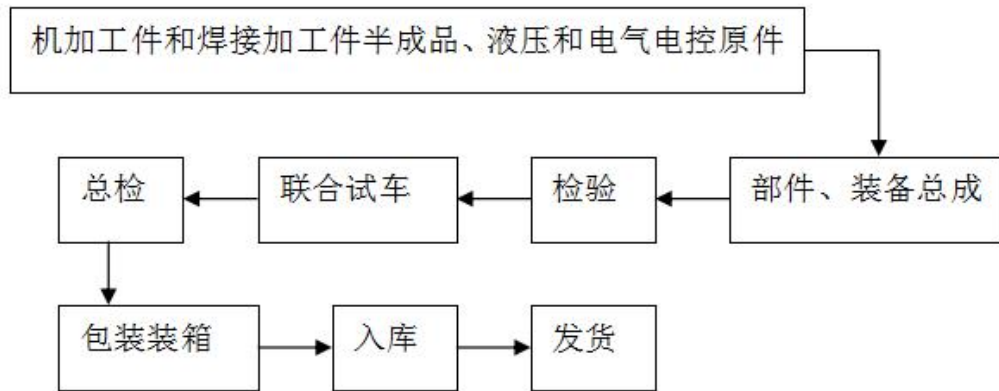 机加工件和焊接加工件半成品、液压和电气电控原件
总检
联合试车
检验
部件、装备总成
包装装箱
入库
发货